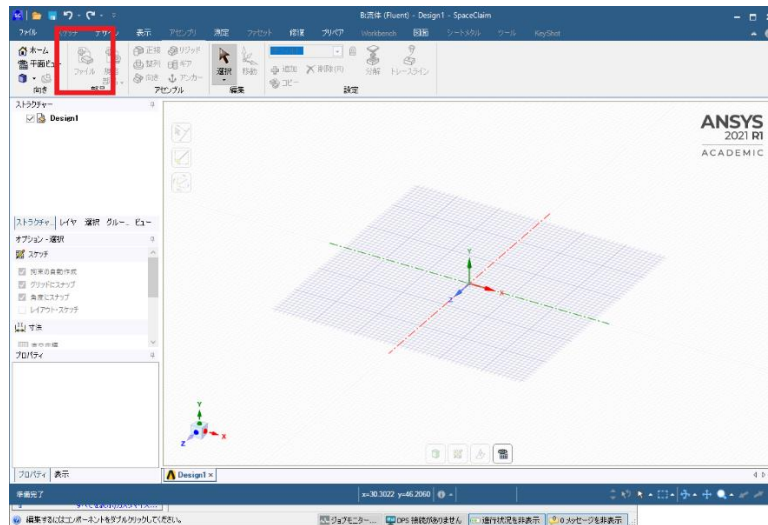 B:流体 (Fluent) - Design1 - SpaceClaim
ファイル スケッチ デザイン 表示 アセンブリ 測定 ファセット 修復 プリペア Workbench 詳細 シートメタル ツール KeyShot
ホーム
平面ビュー
向き
ファイル
部品
正接 リジッド
整列 ギア
向き アンカー
アセンブル
選択 移動
編集
追加 削除(R)
コピー
分解 トレースライン
設定
ストラクチャー
Design1
ストラクチャ.. レイヤ 選択 グルー.. ビュー
オプション - 選択
スケッチ
拘束の自動作成
グリッドにスナップ
角度にスナップ
レイアウト・スケッチ
寸法
プロパティ
プロパティ 表示
ANSYS
2021 R1
ACADEMIC
Y
X
Z
Y
X
Z
Design1
準備完了
x=30.3022 y=46.2060
編集するにはコンポーネントをダブルクリックしてください。
ジョブモニター... DPS 接続がありません 進行状況を非表示 0 メッセージを非表示